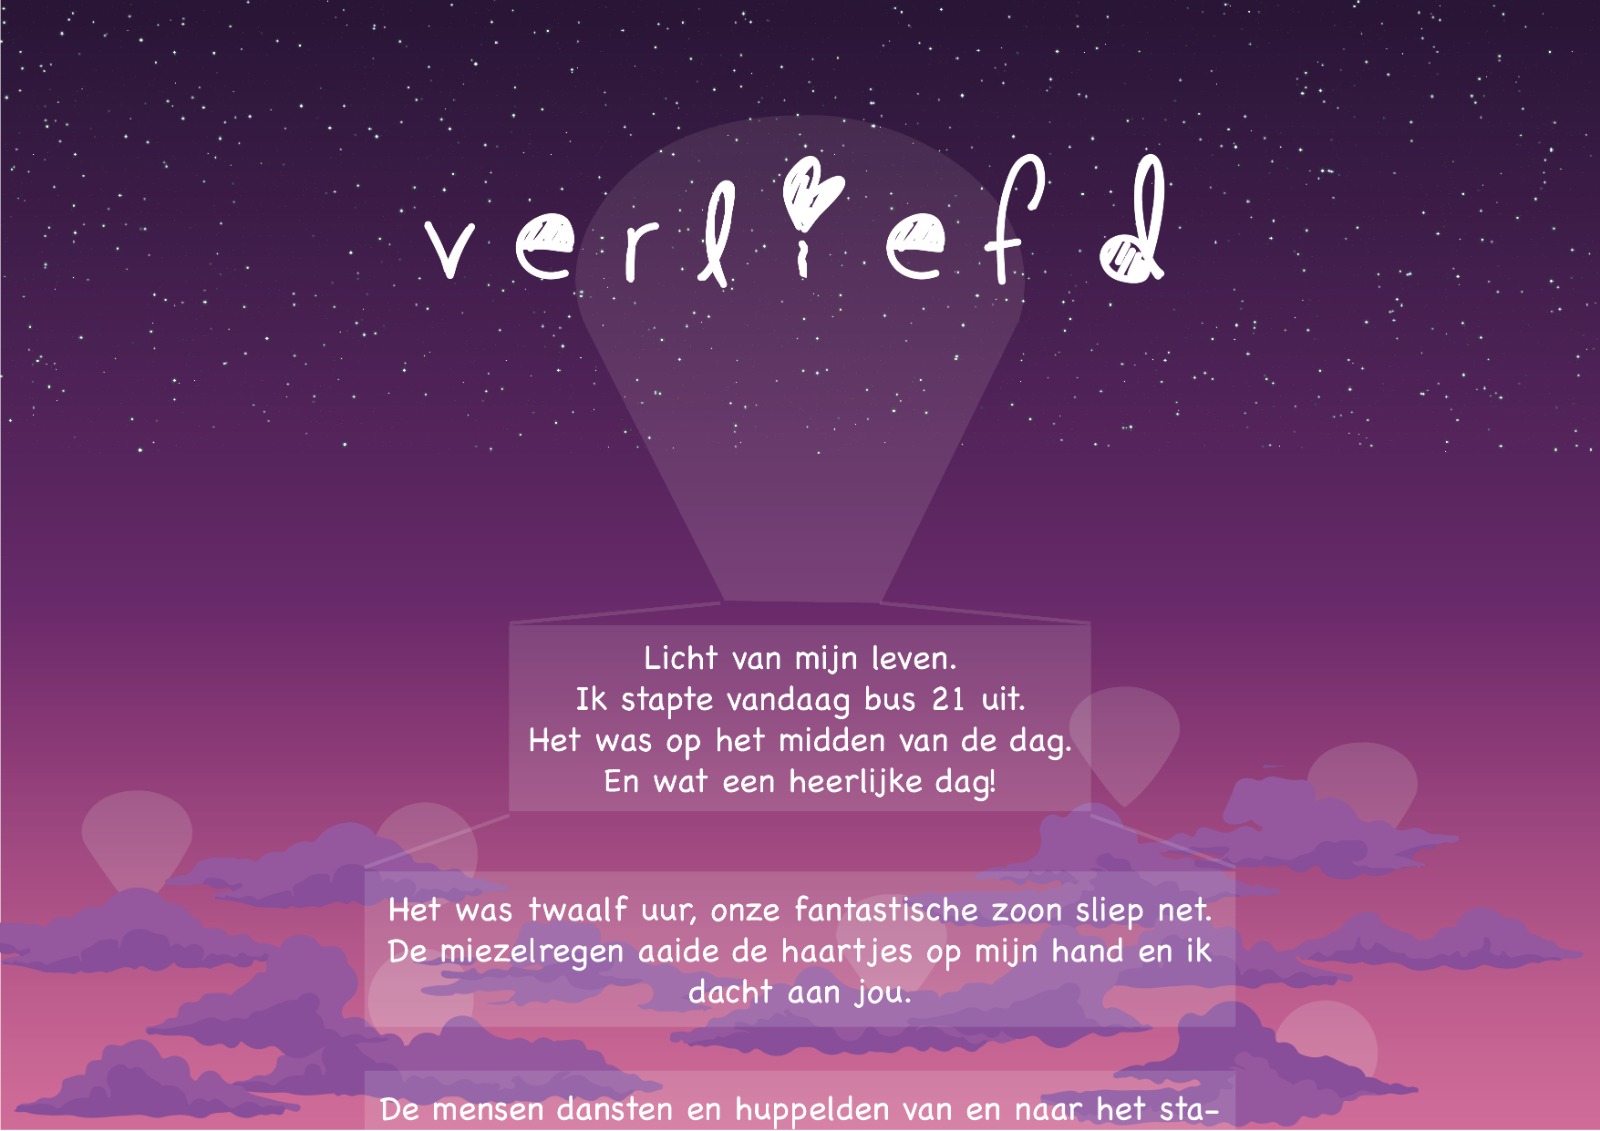 verliefd
Licht van mijn leven.
Ik stapte vandaag bus 21 uit.
Het was op het midden van de dag.
En wat een heerlijke dag!
Het was twaalf uur, onze fantastische zoon sliep net.
De miezelregen aaide de haartjes op mijn hand en ik
dacht aan jou.
De mensen dansten en huppelden van en naar het sta-